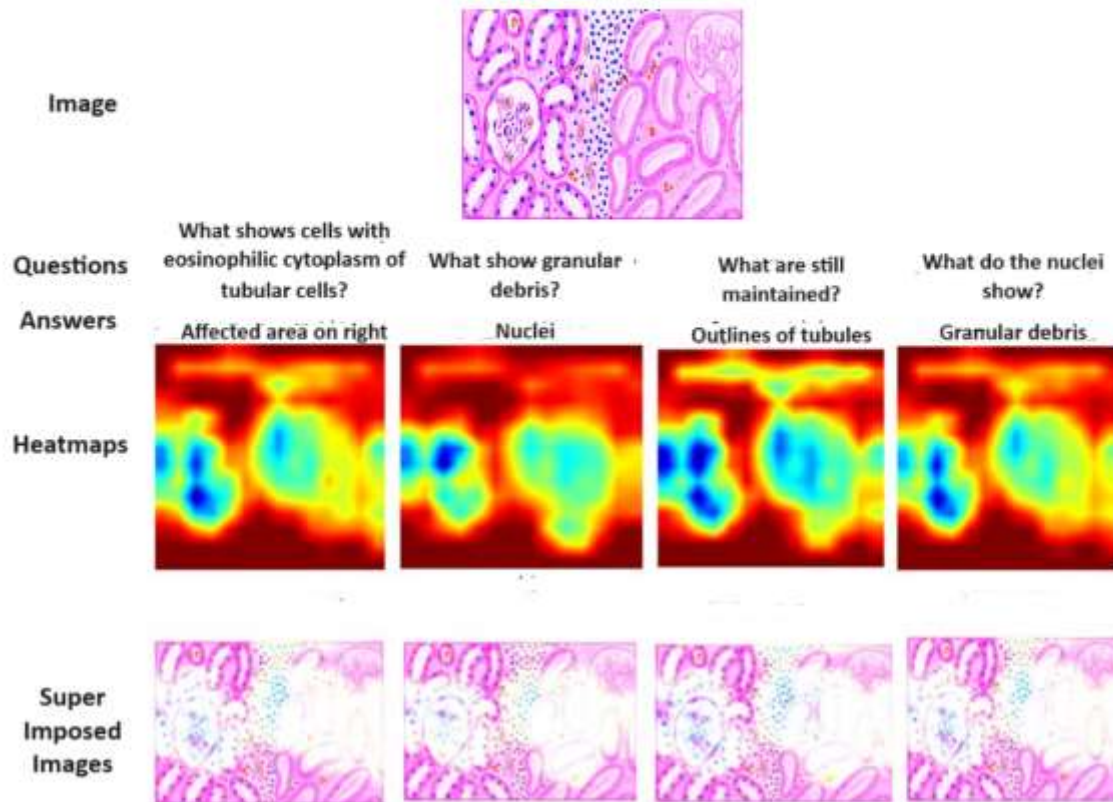 Image
Questions
What shows cells with
eosinophilic cytoplasm of
tubular cells?
What show granular
debris?
What are still
maintained?
What do the nuclei
show?
Answers
Affected area on right
Nuclei
Outlines of tubules
Granular debris
Heatmaps
Super
Imposed
Images